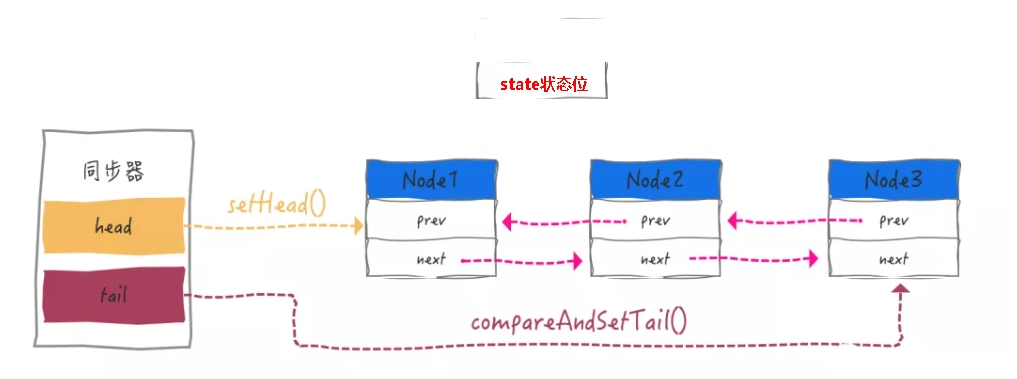 state状态位
同步器
head
tail
setHead()
Node1
prev
next
Node2
prev
next
Node3
prev
next
compareAndSetTail()